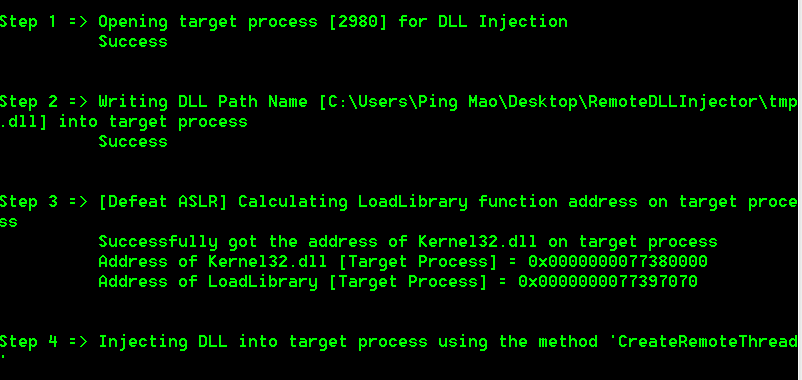 Step 1 => Opening target process [2980] for DLL Injection
Success
Step 2 => Writing DLL Path Name [C:\Users\Ping Mao\Desktop\RemoteDLLInjector\tmp
.dll] into target process
Success
Step 3 => [Defeat ASLR] Calculating LoadLibrary function address on target proce
ss
Successfully got the address of Kernel32.dll on target process
Address of Kernel32.dll [Target Process] = 0x0000000077380000
Address of LoadLibrary [Target Process] = 0x0000000077397070
Step 4 => Injecting DLL into target process using the method 'CreateRemoteThread
'